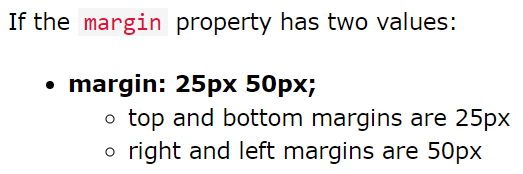 If the margin property has two values:
• margin: 25px 50px;
◦ top and bottom margins are 25px
◦ right and left margins are 50px